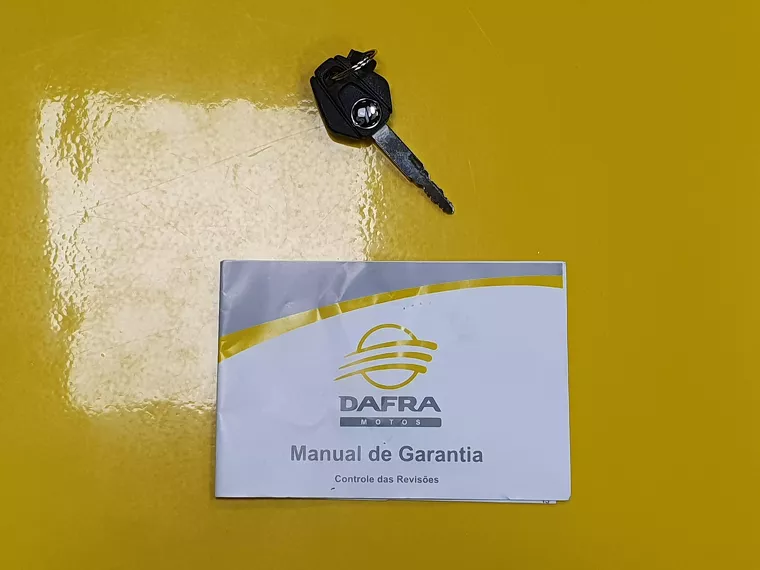 DAFRA
MOTOS
Manual de Garantia
Controle das Revisões